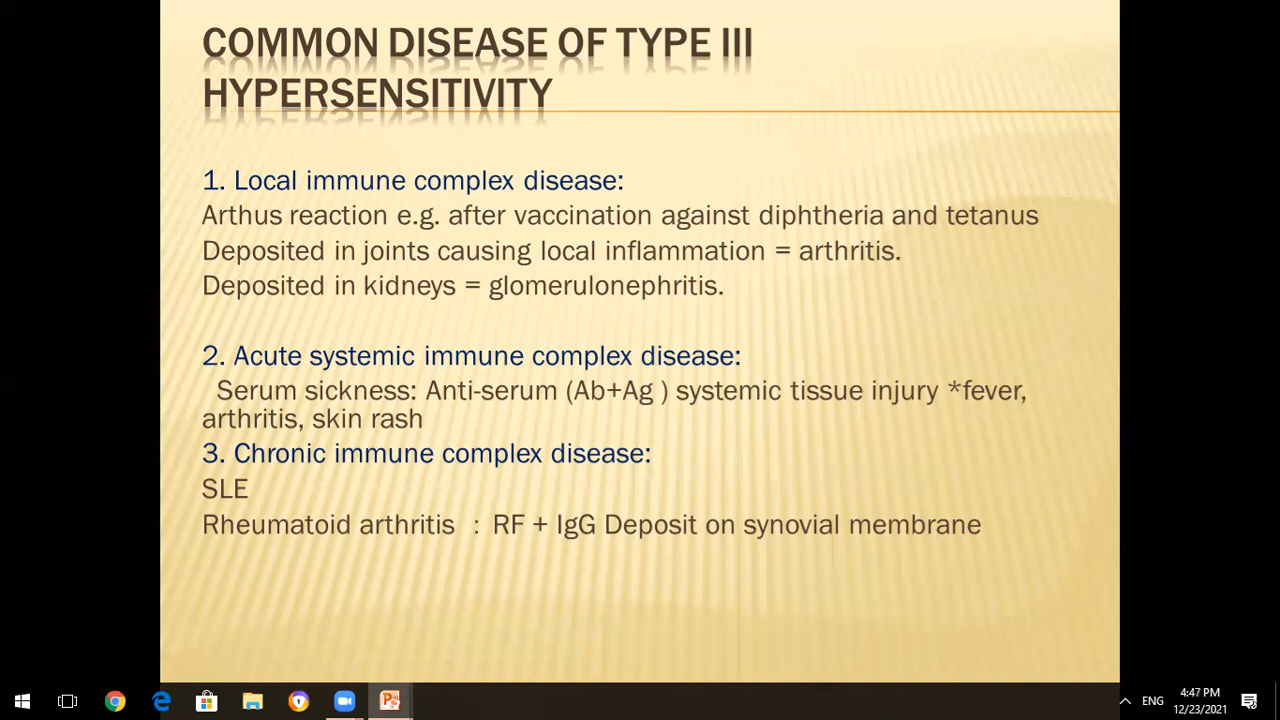 COMMON DISEASE OF TYPE III
HYPERSENSITIVITY
1. Local immune complex disease:
Arthus reaction e.g. after vaccination against diphtheria and tetanus
Deposited in joints causing local inflammation = arthritis.
Deposited in kidneys = glomerulonephritis.
2. Acute systemic immune complex disease:
Serum sickness: Anti-serum (Ab+Ag ) systemic tissue injury *fever,
arthritis, skin rash
3. Chronic immune complex disease:
SLE
Rheumatoid arthritis : RF + IgG Deposit on synovial membrane
ENG
4:47 PM
12/23/2021